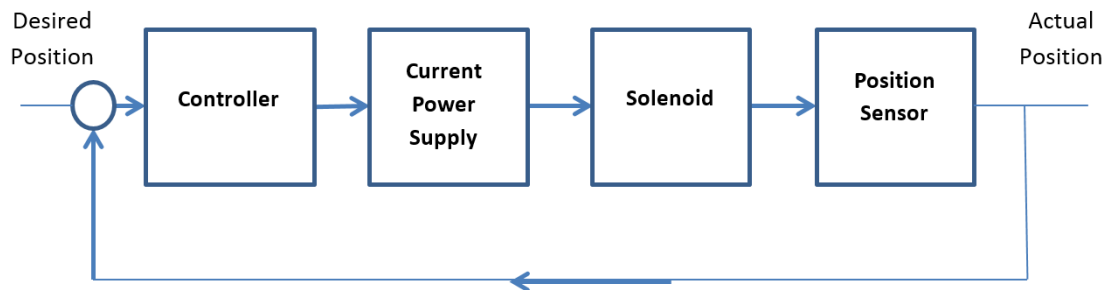 Desired
Position
Controller
Current
Power
Supply
Solenoid
Position
Sensor
Actual
Position